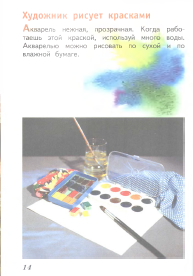 Художник рисует красками
Акварель нежная, прозрачная. Когда рабо-
таешь этой краской, используй много воды.
Акварелью можно рисовать по сухой и по
влажной бумаге.
14